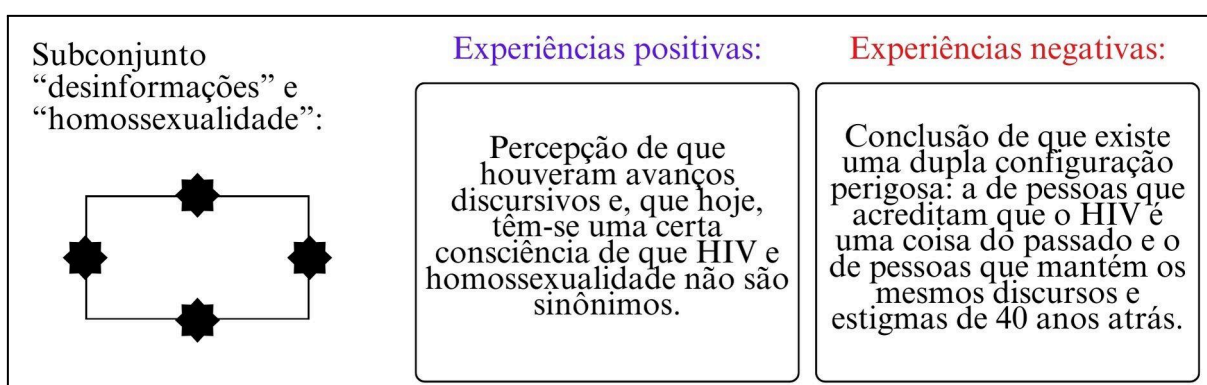 Subconjunto
“desinformações” e
“homossexualidade”:
Experiências positivas:
Percepção de que
houveram avanços
discursivos e, que hoje,
têm-se uma certa
consciência de que HIV e
homossexualidade não são
sinônimos.
Experiências negativas:
Conclusão de que existe
uma dupla configuração
perigosa: a de pessoas que
acreditam que o HIV é
uma coisa do passado e o
de pessoas que mantém os
mesmos discursos e
estigmas de 40 anos atrás.